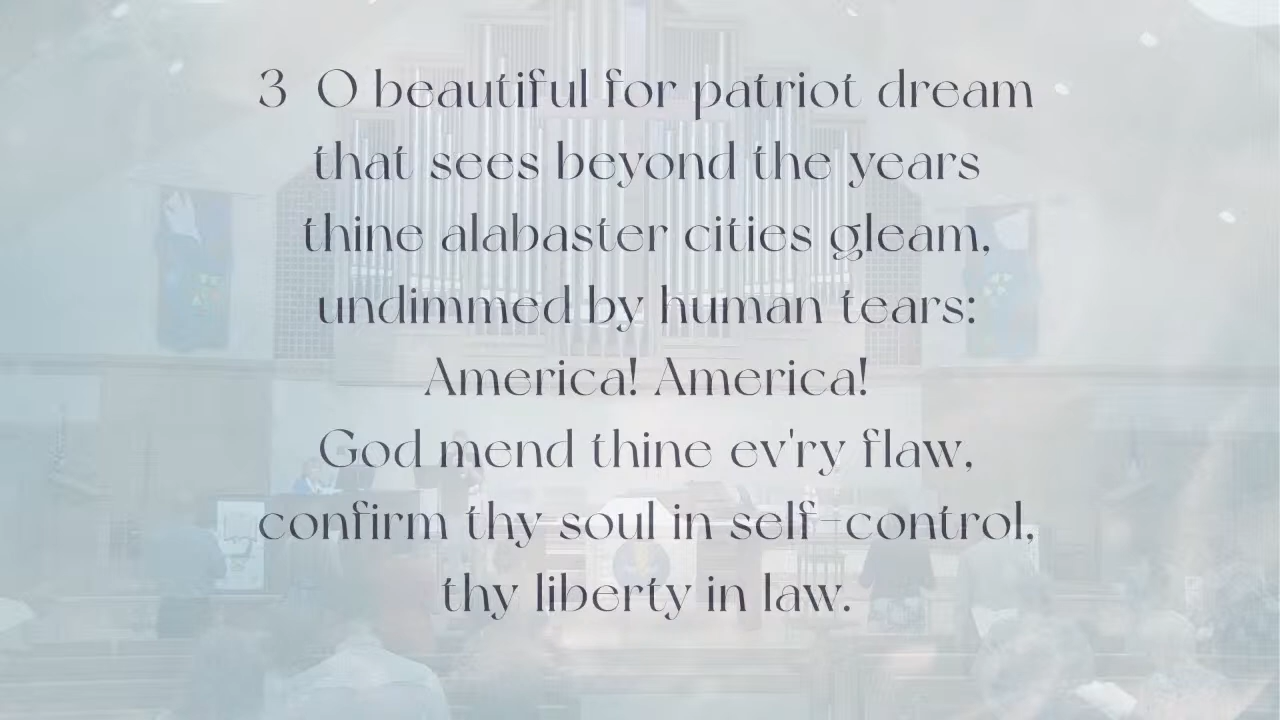 3 O beautiful for patriot dream
that sees beyond the years
thine alabaster cities gleam,
undimmed by human tears:
America! America!
God mend thine ev'ry flaw,
confirm thy soul in self-control,
thy liberty in law.